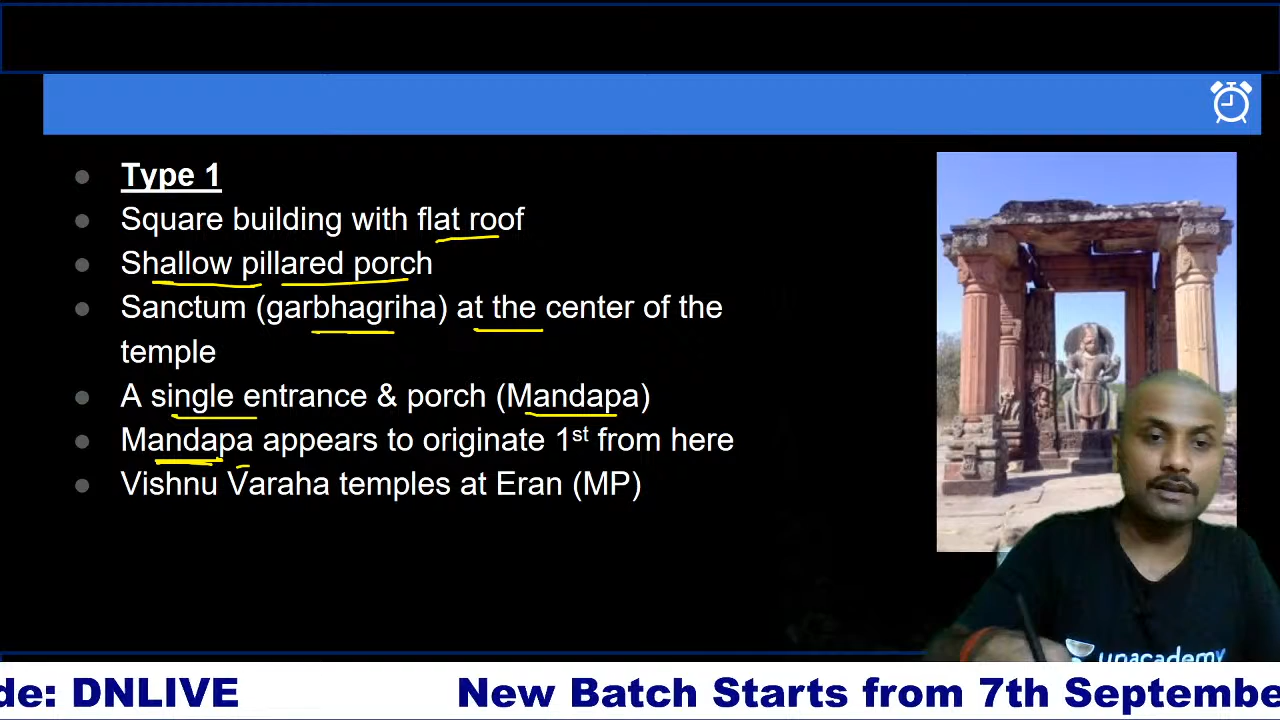 Type 1
Square building with flat roof
Shallow pillared porch
Sanctum (garbhagriha) at the center of the
temple
A single entrance & porch (Mandapa)
Mandapa appears to originate 1st from here
Vishnu Varaha temples at Eran (MP)
unacademy
de: DNLIVE New Batch Starts from 7th Septembe